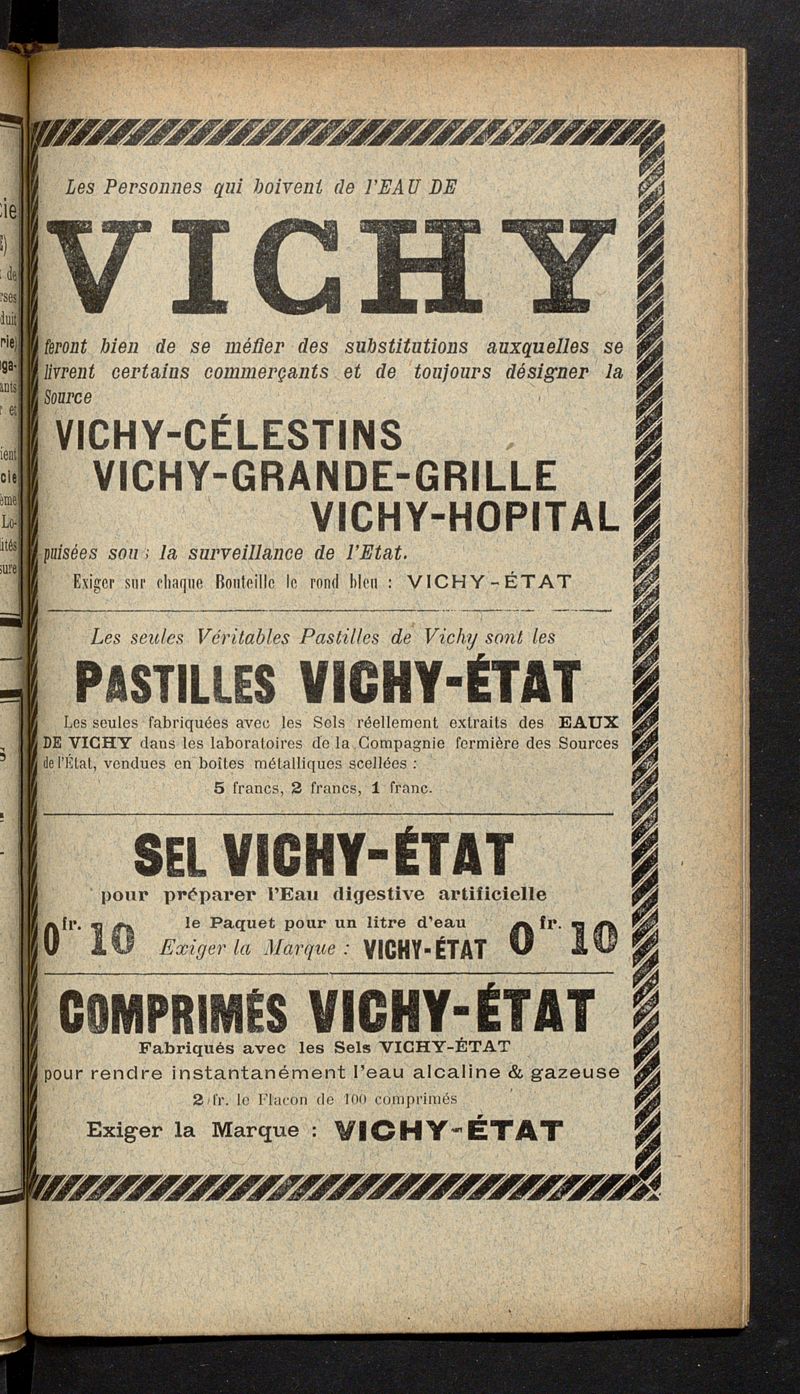 Les Personnes qui boivent de l'EAU DE
VICHY
feront bien de se méfier des substitutions auxquelles se
livrent certains commerçants et de toujours désigner la
Source
VICHY-CÉLESTINS
VICHY-GRANDE-GRILLE
VICHY-HOPITAL
puisées sous la surveillance de l'Etat.
Exiger sur chaque Bouteille le rond bleu : VICHY-ÉTAT
Les seules Véritables Pastilles de Vichy sont les
PASTILLES VICHY-ÉTAT
Les seules fabriquées avec les Sels réellement extraits des EAUX
DE VICHY dans les laboratoires de la Compagnie fermière des Sources
de l'État, vendues en boîtes métalliques scellées :
5 francs, 2 francs, 1 franc.
SEL VICHY-ÉTAT
pour préparer l'Eau digestive artificielle
0 fr. 10 le Paquet pour un litre d'eau 0 fr. 10
Exiger la Marque : VICHY-ÉTAT
COMPRIMÉS VICHY-ÉTAT
Fabriqués avec les Sels VICHY-ÉTAT
pour rendre instantanément l'eau alcaline & gazeuse
2 fr. le Flacon de 100 comprimés
Exiger la Marque : VICHY-ÉTAT